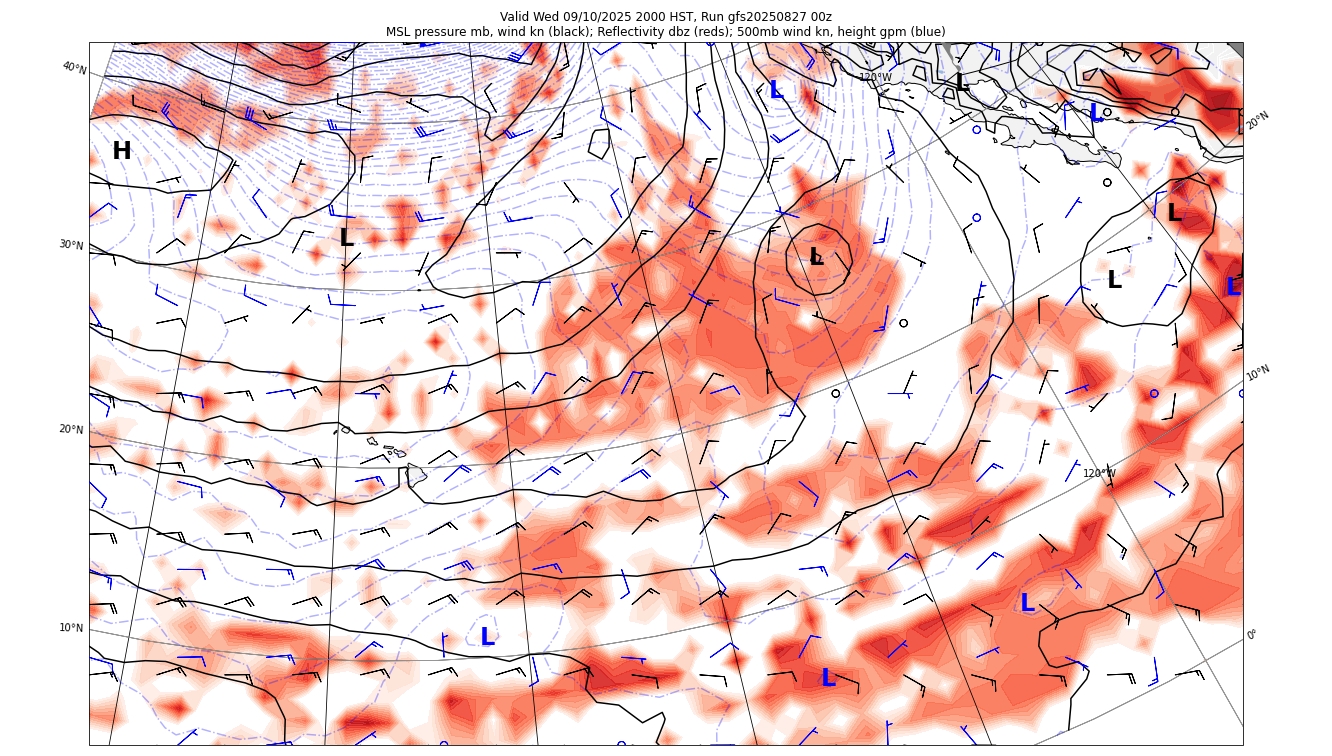 Valid Wed 09/10/2025 2000 HST, Run gfs20250827 00z
MSL pressure mb, wind kn (black); Reflectivity dbz (reds); 500mb wind kn, height gpm (blue)
40°N
120°W
L
L
L
20°N
H
L
L
30°N
L
L
L
10°N
20°N
120°W
L
10°N
L
0°
L